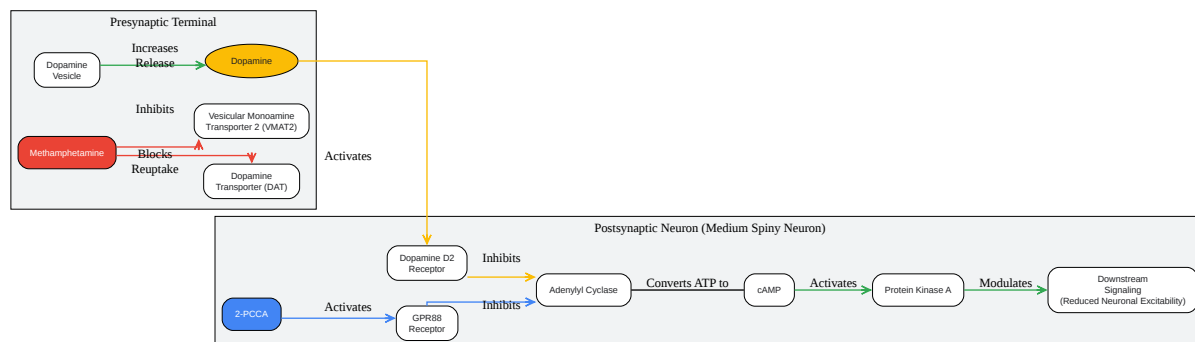 Presynaptic Terminal
Increases
Release
Dopamine
Vesicle
Dopamine
Inhibits
Vesicular Monoamine
Transporter 2 (VMAT2)
Methamphetamine
Blocks
Reuptake
Dopamine
Transporter (DAT)
Activates
Postsynaptic Neuron (Medium Spiny Neuron)
Dopamine D2
Receptor
Inhibits
Adenylyl Cyclase
Converts ATP to
cAMP
Activates
Protein Kinase A
Modulates
Downstream
Signaling
(Reduced Neuronal Excitability)
2-PCCA
Activates
GPR88
Receptor
Inhibits